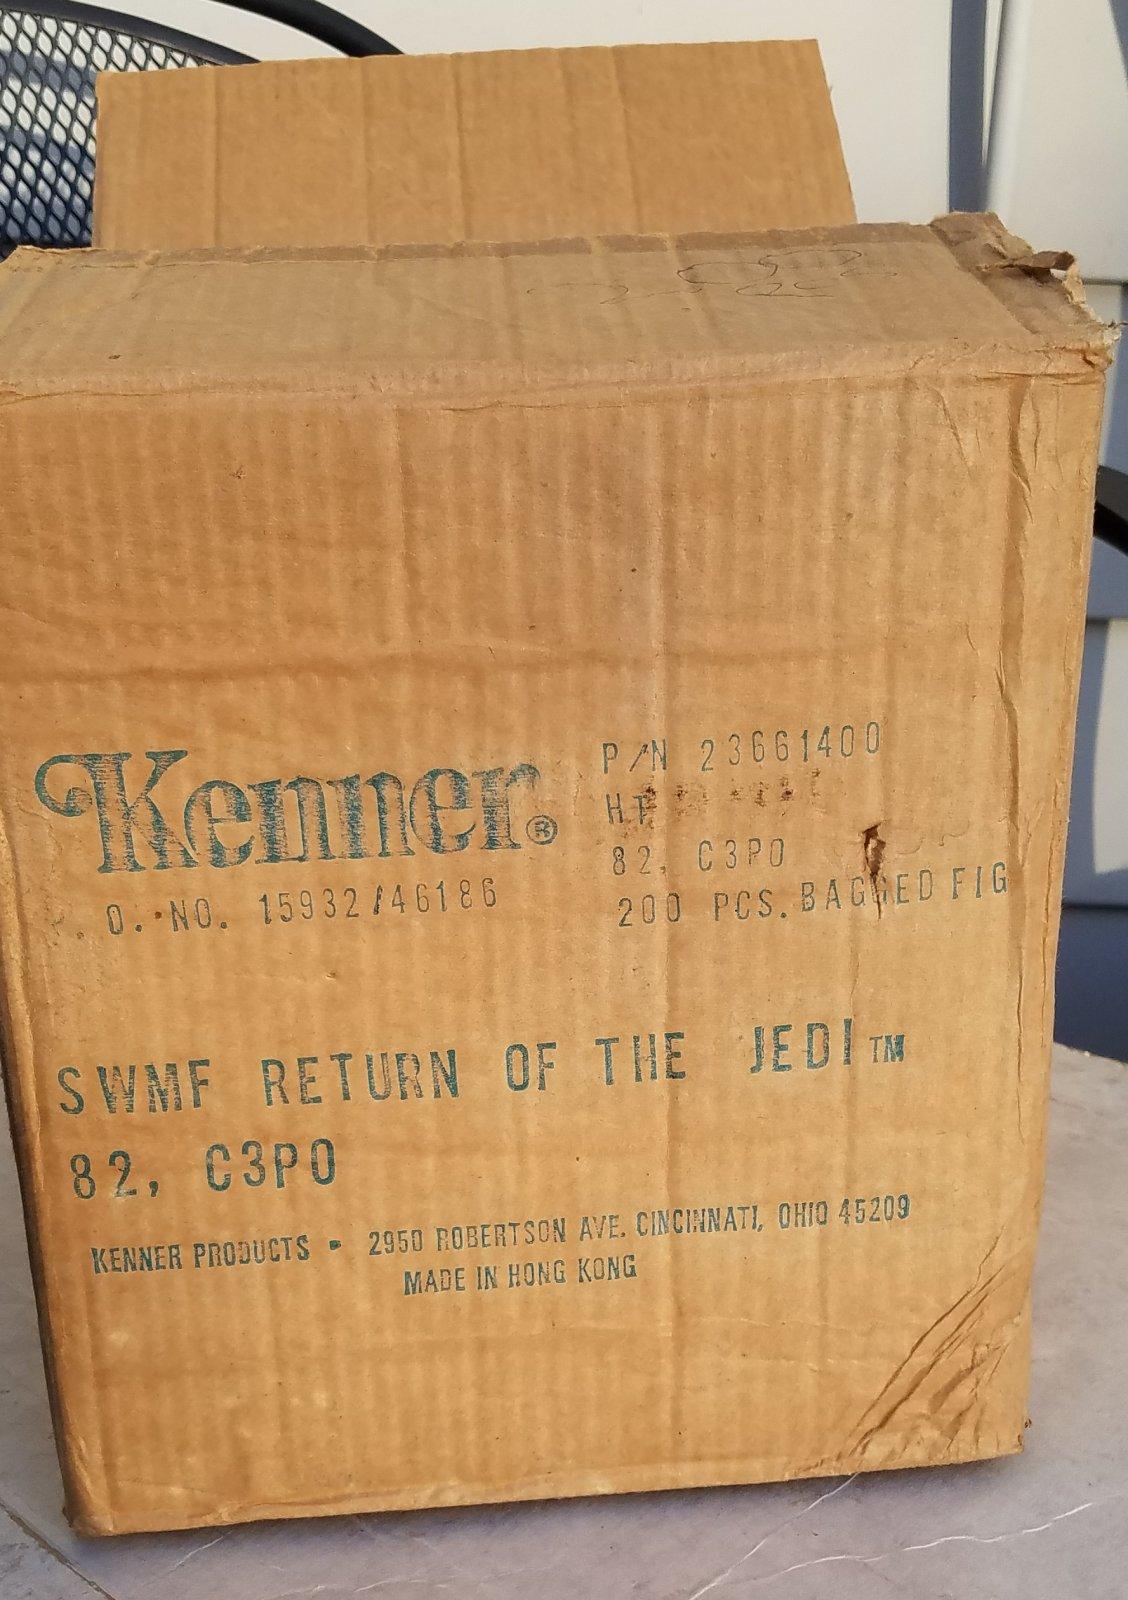 Kenner®
O. NO. 15932/46186
P/N 23661400
HT
82, C3PO
200 PCS. BAGGED FIG
SWMF RETURN OF THE JEDI™
82, C3PO
KENNER PRODUCTS • 2950 ROBERTSON AVE. CINCINNATI, OHIO 45209
MADE IN HONG KONG